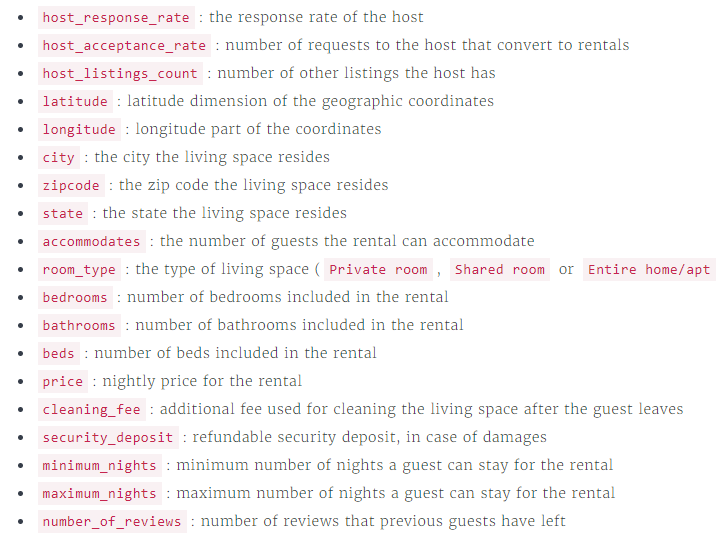 host_response_rate : the response rate of the host
host_acceptance_rate : number of requests to the host that convert to rentals
host_listings_count : number of other listings the host has
latitude : latitude dimension of the geographic coordinates
longitude : longitude part of the coordinates
city : the city the living space resides
zipcode : the zip code the living space resides
state : the state the living space resides
accommodates : the number of guests the rental can accommodate
room_type : the type of living space ( Private room , Shared room or Entire home/apt
bedrooms : number of bedrooms included in the rental
bathrooms : number of bathrooms included in the rental
beds : number of beds included in the rental
price : nightly price for the rental
cleaning_fee : additional fee used for cleaning the living space after the guest leaves
security_deposit : refundable security deposit, in case of damages
minimum_nights : minimum number of nights a guest can stay for the rental
maximum_nights : maximum number of nights a guest can stay for the rental
number_of_reviews : number of reviews that previous guests have left